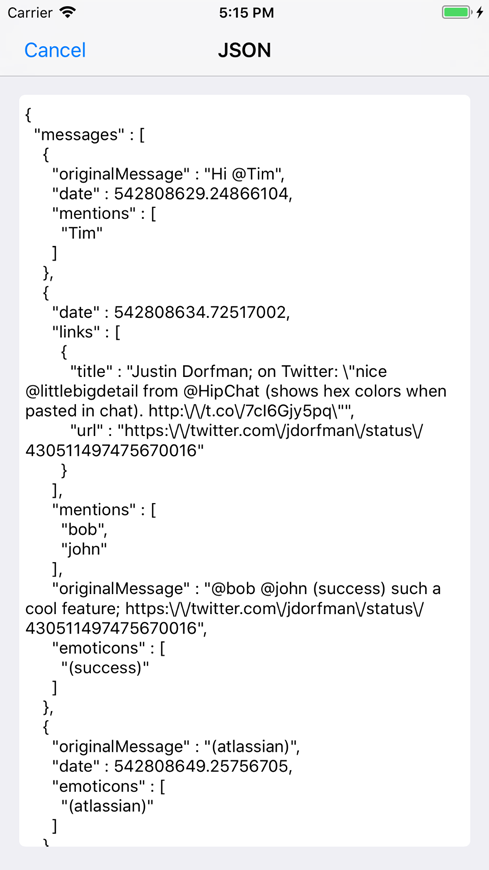 Carrier 5:15 PM
Cancel JSON
{
"messages" : [
{
"originalMessage" : "Hi @Tim",
"date" : 542808629.24866104,
"mentions" : [
"Tim"
]
},
{
"date" : 542808634.72517002,
"links" : [
{
"title" : "Justin Dorfman; on Twitter: \"nice
@littlebigdetail from @HipChat (shows hex colors when
pasted in chat). http:\/\/t.co\/7cI6Gjy5pq\"",
"url" : "https:\/\/twitter.com\/jdorfman\/status\/
430511497475670016"
}
],
"mentions" : [
"bob",
"john"
],
"originalMessage" : "@bob @john (success) such a
cool feature; https:\/\/twitter.com\/jdorfman\/status\/
430511497475670016",
"emoticons" : [
"(success)"
]
},
{
"originalMessage" : "(atlassian)",
"date" : 542808649.25756705,
"emoticons" : [
"(atlassian)"
]
}